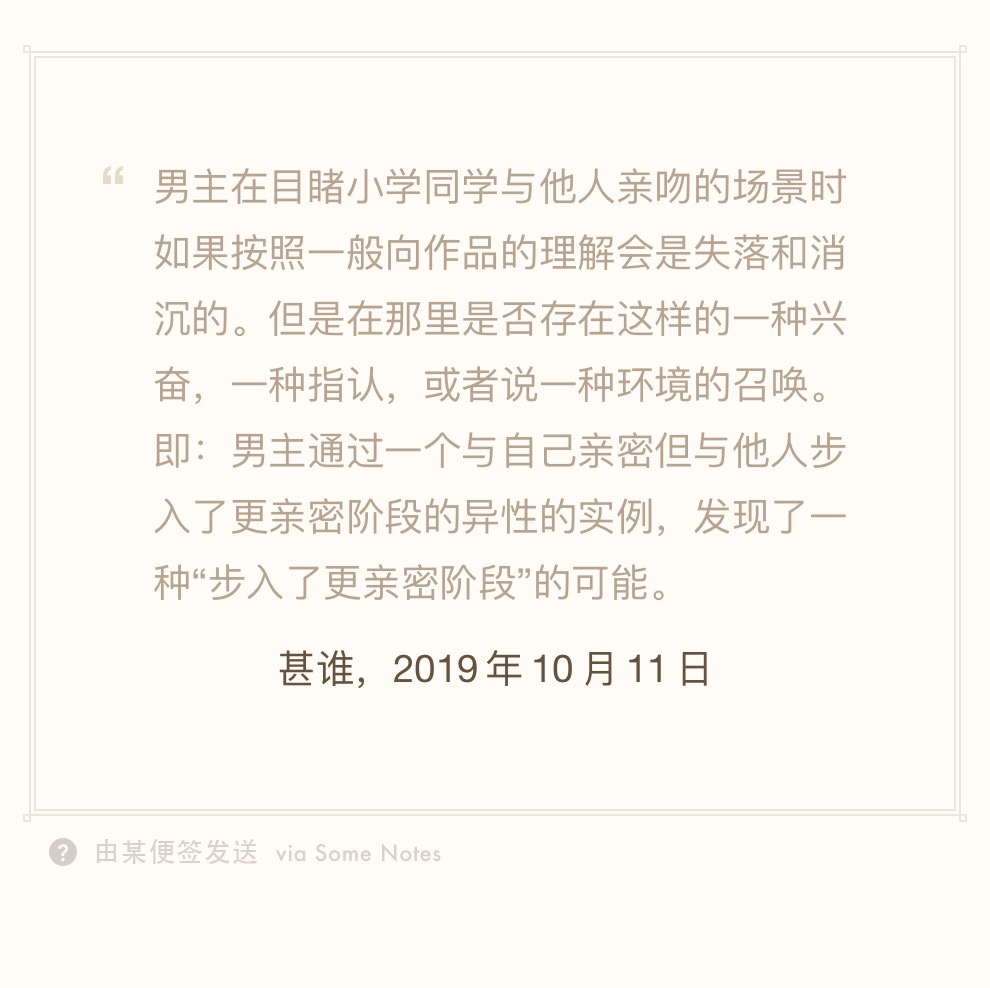 “ 男主在目睹小学同学与他人亲吻的场景时
如果按照一般向作品的理解会是失落和消
沉的。但是在那里是否存在这样的一种兴
奋，一种指认，或者说一种环境的召唤。
即：男主通过一个与自己亲密但与他人步
入了更亲密阶段的异性的实例，发现了一
种“步入了更亲密阶段”的可能。
甚谁，2019 年 10 月 11 日
? 由某便签发送 via Some Notes